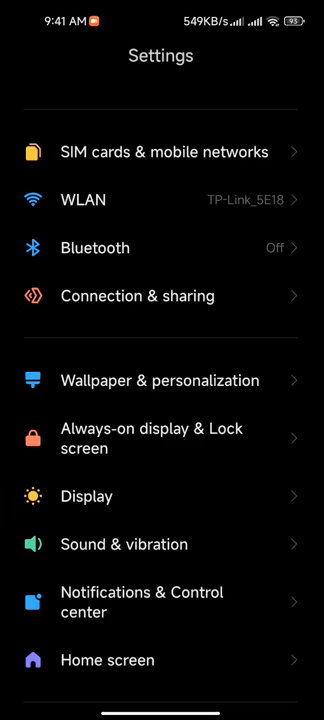 9:41 AM 549KB/s 93
Settings
SIM cards & mobile networks
WLAN TP-Link_5E18
Bluetooth Off
Connection & sharing
Wallpaper & personalization
Always-on display & Lock
screen
Display
Sound & vibration
Notifications & Control
center
Home screen